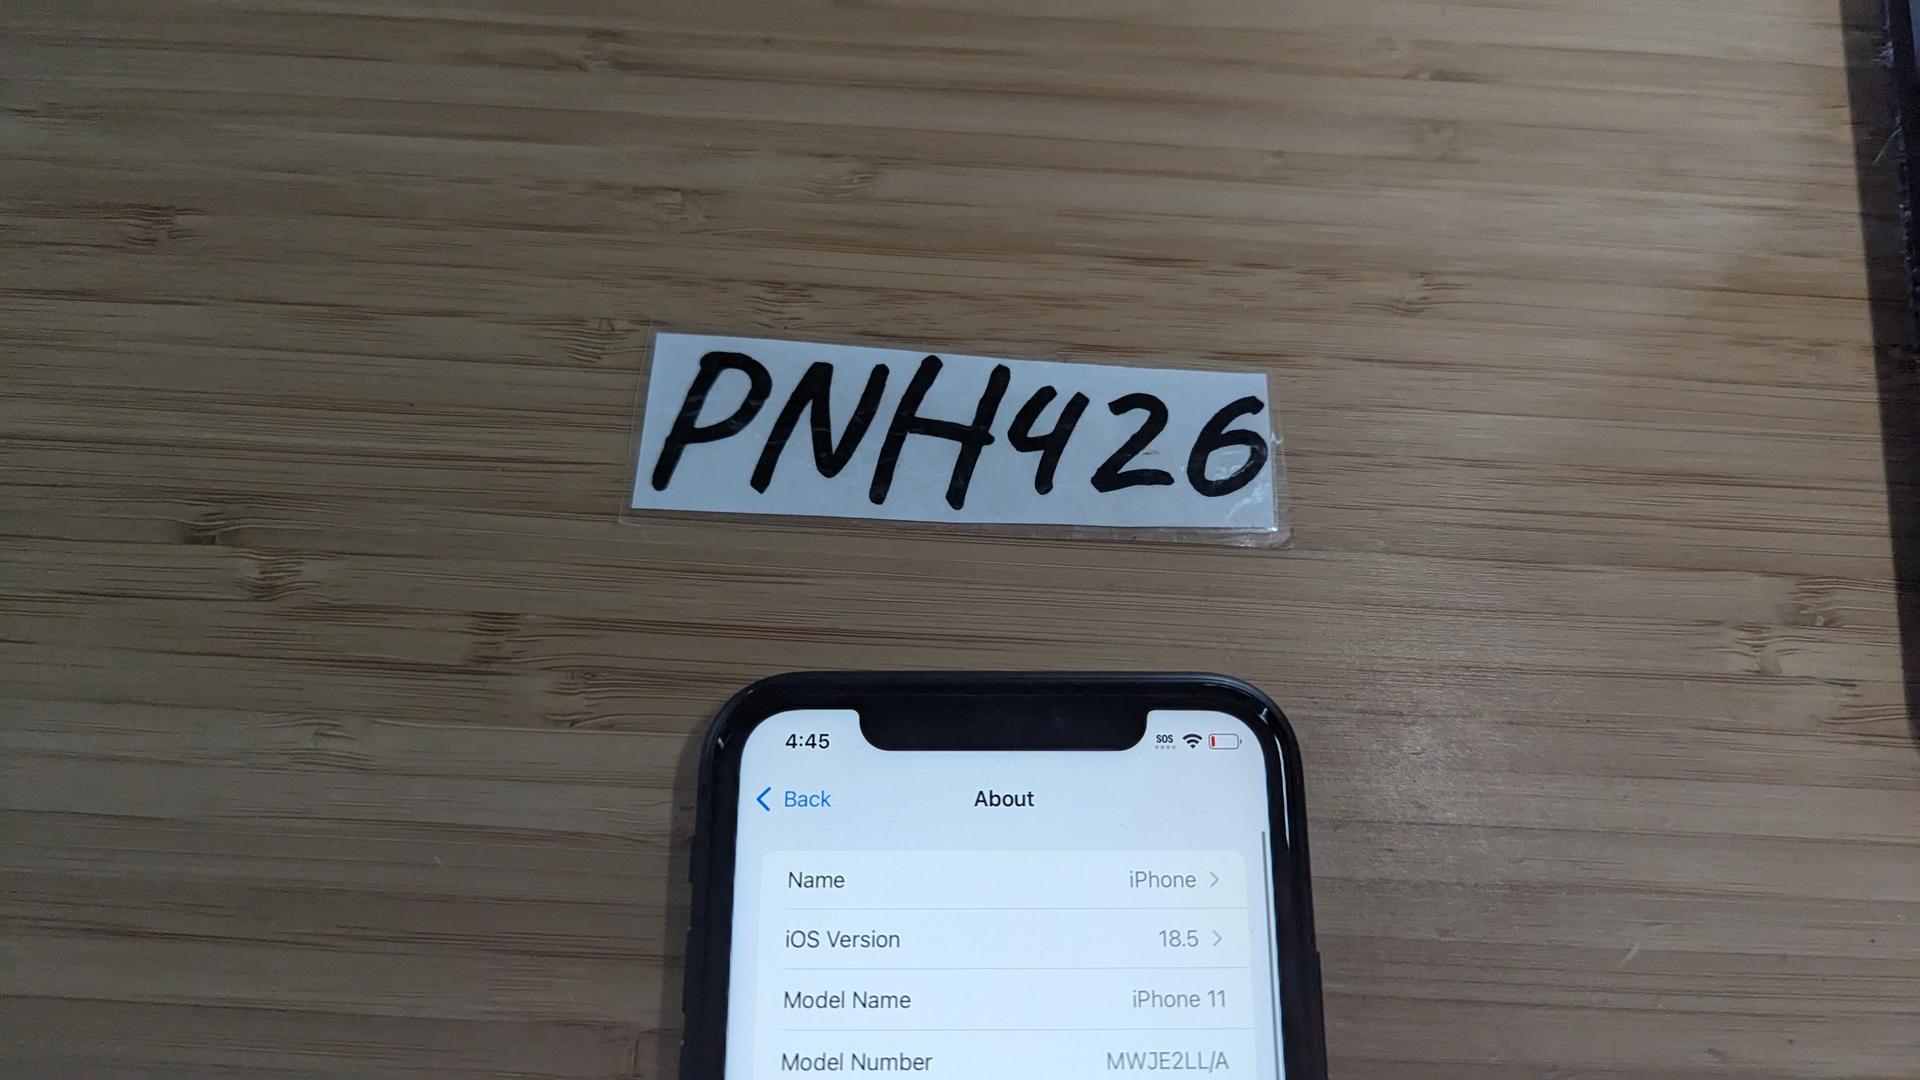 PNH426
4:45 SOS
Back About
Name iPhone
iOS Version 18.5
Model Name iPhone 11
Model Number MWJE2LL/A